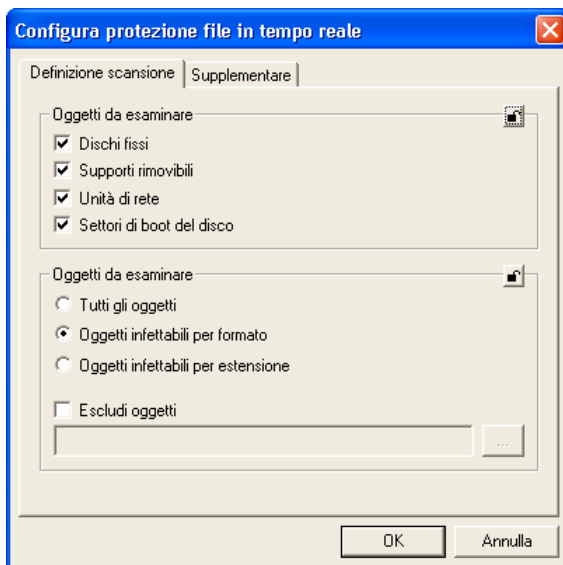 Configura protezione file in tempo reale
Definizione scansione
Supplementare
Oggetti da esaminare
Dischi fissi
Supporti rimovibili
Unità di rete
Settori di boot del disco
Oggetti da esaminare
Tutti gli oggetti
Oggetti infettabili per formato
Oggetti infettabili per estensione
Escludi oggetti
...
OK
Annulla